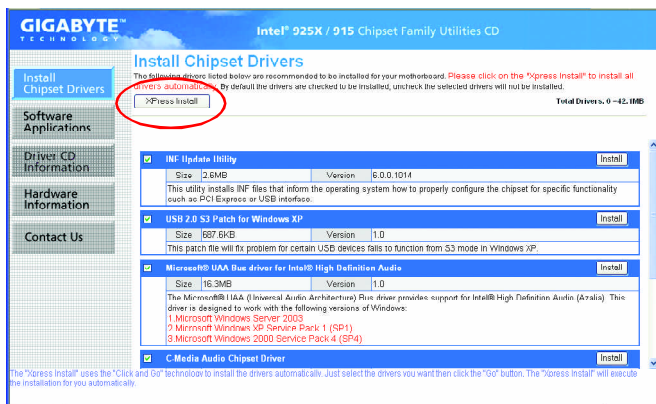 GIGABYTE™
TECHNOLOGY
Intel® 925X / 915 Chipset Family Utilities CD
Install
Chipset Drivers
Software
Applications
Driver CD
Information
Hardware
Information
Contact Us
Install Chipset Drivers
The following drivers listed below are recommended to be installed for your motherboard. Please click on the "Xpress Install" to install all
drivers automatically. By default the drivers are checked to be installed, uncheck the selected drivers will not be installed.
XPress Install
Total Drivers. 6 =42.1MB
INF Update Utility
Install
Size 2.6MB Version 6.0.0.1014
This utility installs INF files that inform the operating system how to properly configure the chipset for specific functionality
such as PCI Express or USB interface.
USB 2.0 S3 Patch for Windows XP
Install
Size 687.6KB Version 1.0
This patch file will fix problem for certain USB devices fails to function from S3 mode in Windows XP.
Microsoft® UAA Bus driver for Intel® High Definition Audio
Install
Size 16.3MB Version 1.0
The Microsoft® UAA (Universal Audio Architecture) Bus driver provides support for Intel® High Definition Audio (Azalia). This
driver is designed to work with the following versions of Windows:
1.Microsoft Windows Server 2003
2.Microsoft Windows XP Service Pack 1 (SP1)
3.Microsoft Windows 2000 Service Pack 4 (SP4)
C-Media Audio Chipset Driver
Install
The "Xpress Install" uses the "Click and Go" technology to install the drivers automatically. Just select the drivers you want then click the "Go" button. The "Xpress Install" will execute
the installation for you automatically.